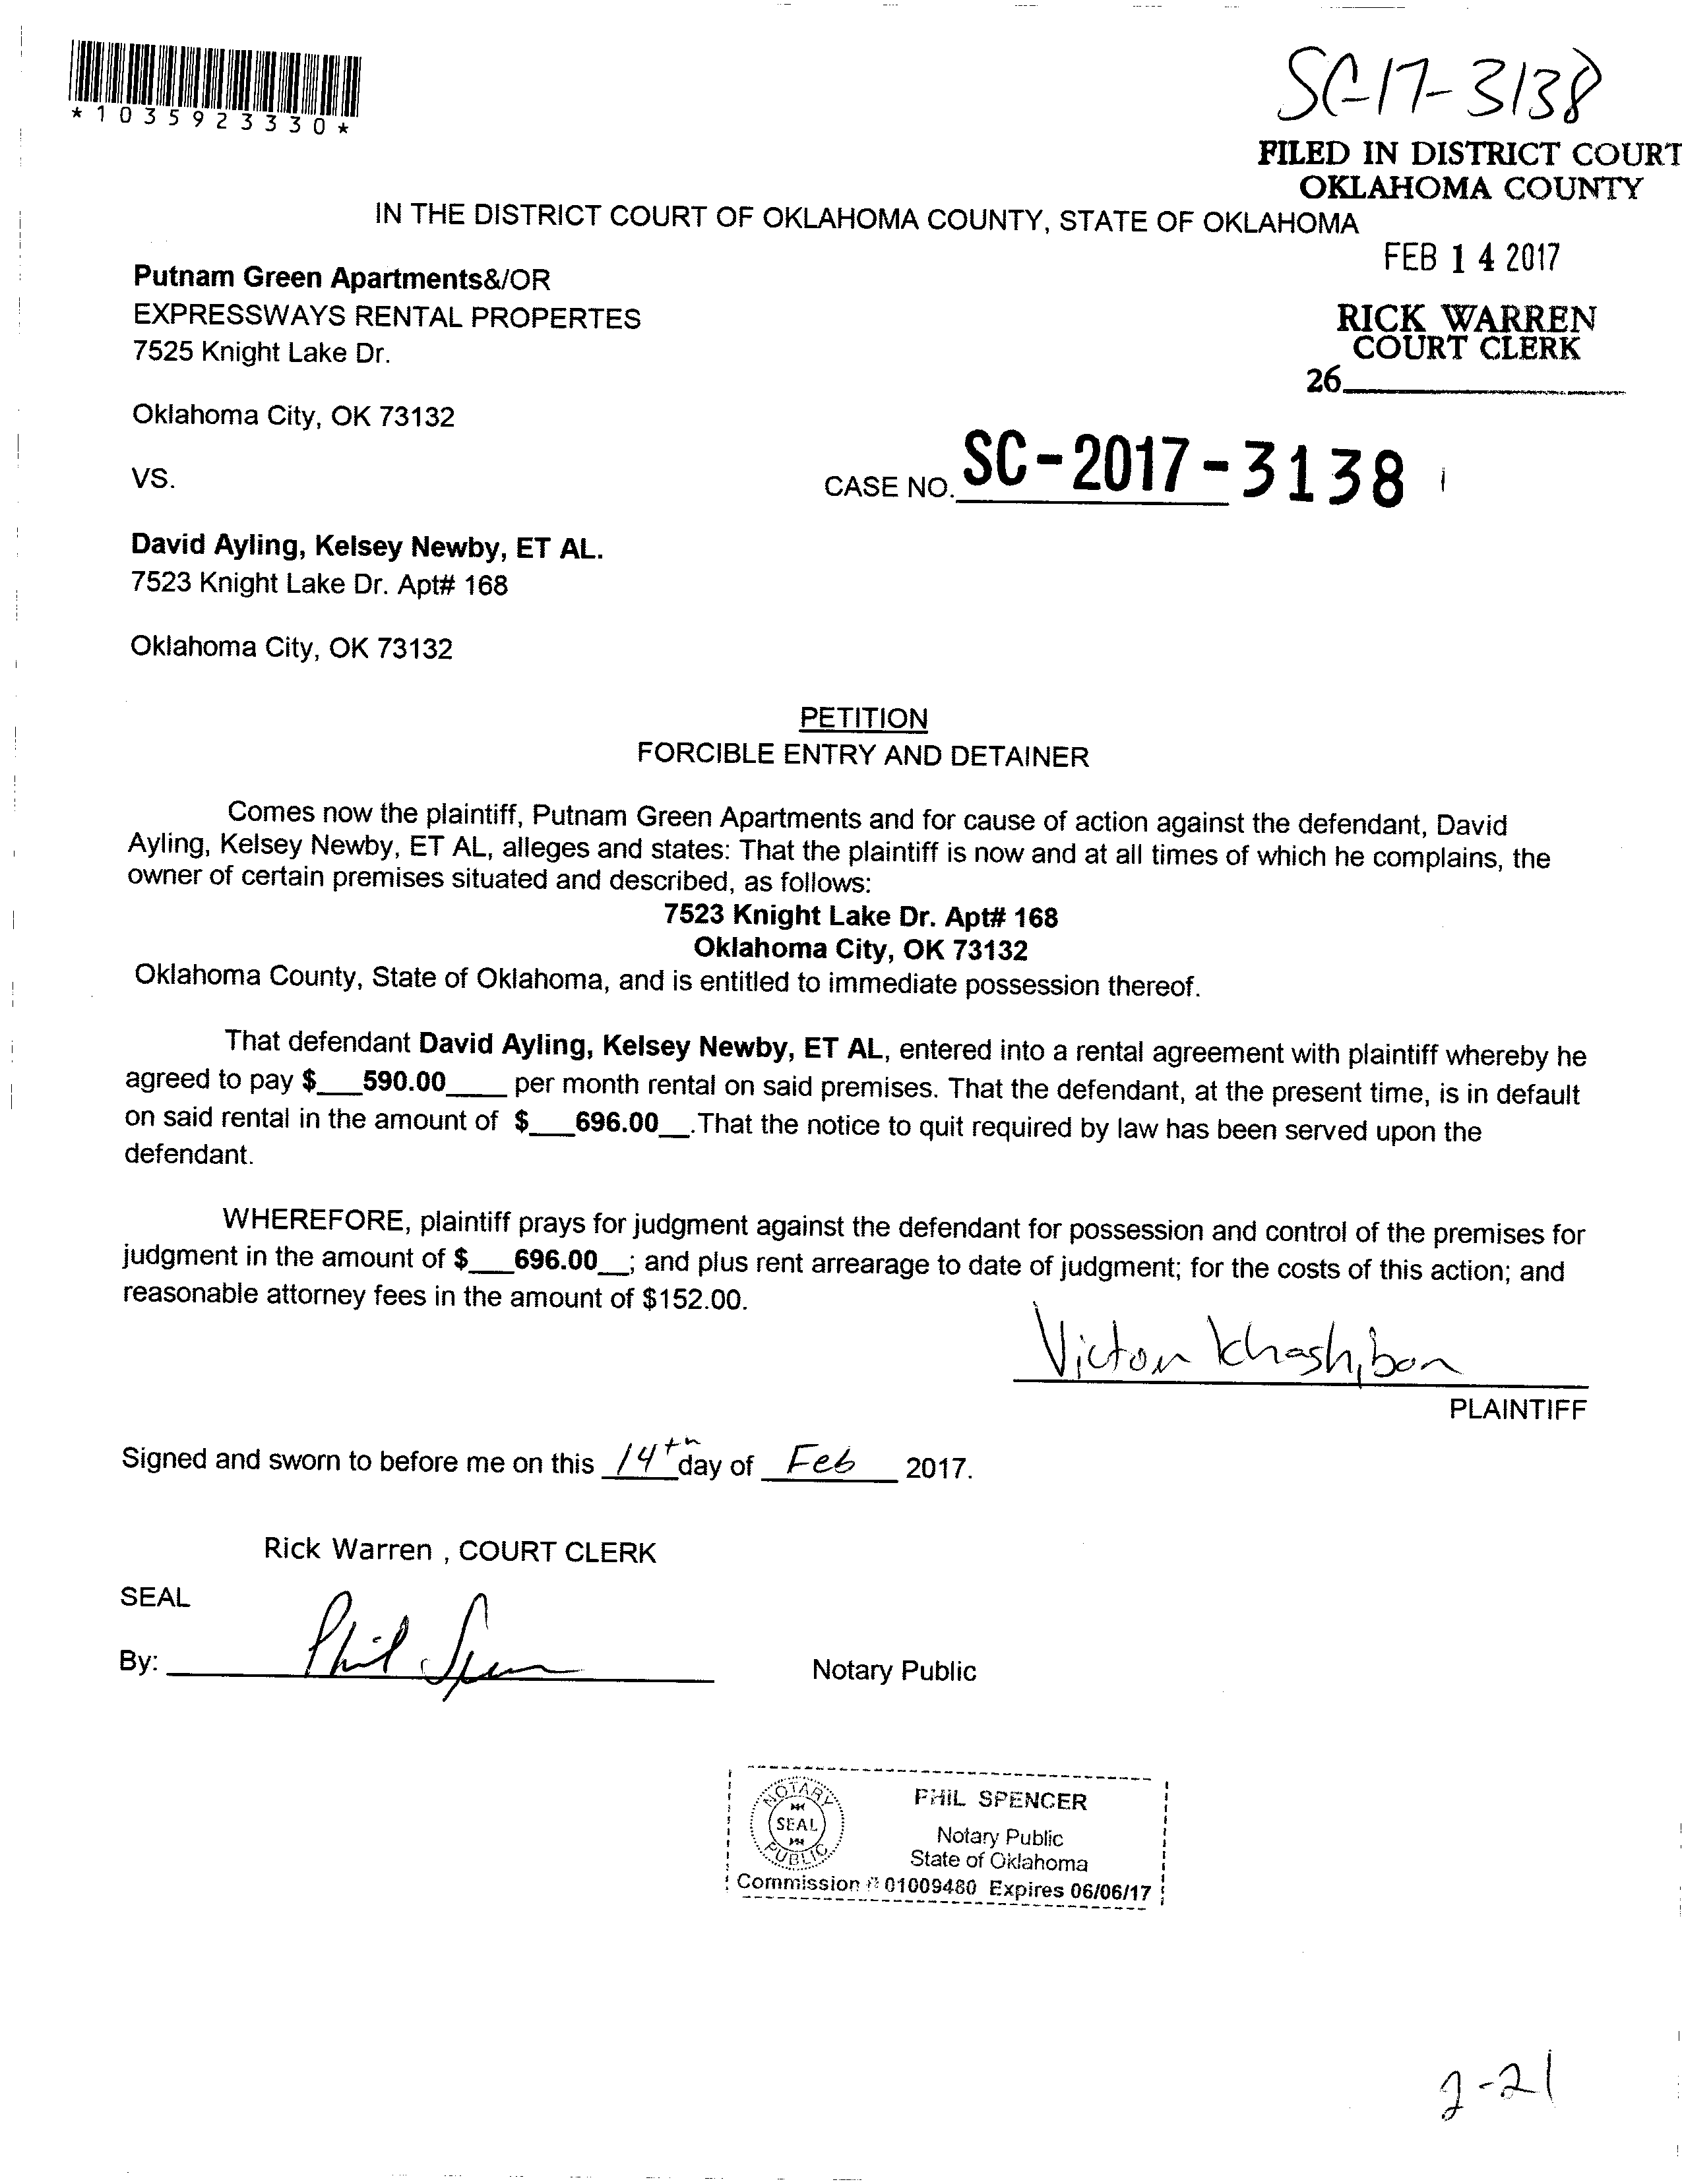 *1035923330*
SC-17-3138
FILED IN DISTRICT COURT
OKLAHOMA COUNTY
IN THE DISTRICT COURT OF OKLAHOMA COUNTY, STATE OF OKLAHOMA
FEB 14 2017
Putnam Green Apartments&/OR
EXPRESSWAYS RENTAL PROPERTES
7525 Knight Lake Dr.
RICK WARREN
COURT CLERK
26
Oklahoma City, OK 73132
VS.
CASE NO. SC-2017-3138
David Ayling, Kelsey Newby, ET AL.
7523 Knight Lake Dr. Apt# 168
Oklahoma City, OK 73132
PETITION
FORCIBLE ENTRY AND DETAINER
Comes now the plaintiff, Putnam Green Apartments and for cause of action against the defendant, David
Ayling, Kelsey Newby, ET AL, alleges and states: That the plaintiff is now and at all times of which he complains, the
owner of certain premises situated and described, as follows:
7523 Knight Lake Dr. Apt# 168
Oklahoma City, OK 73132
Oklahoma County, State of Oklahoma, and is entitled to immediate possession thereof.
That defendant David Ayling, Kelsey Newby, ET AL, entered into a rental agreement with plaintiff whereby he
agreed to pay $___590.00____ per month rental on said premises. That the defendant, at the present time, is in default
on said rental in the amount of $___696.00__.That the notice to quit required by law has been served upon the
defendant.
WHEREFORE, plaintiff prays for judgment against the defendant for possession and control of the premises for
judgment in the amount of $___696.00__; and plus rent arrearage to date of judgment; for the costs of this action; and
reasonable attorney fees in the amount of $152.00.
Victor Khashibon
PLAINTIFF
Signed and sworn to before me on this 14th day of Feb 2017.
Rick Warren , COURT CLERK
SEAL
By: Phil Spencer
Notary Public
NOTARY SEAL PUBLIC
PHIL SPENCER
Notary Public
State of Oklahoma
Commission # 01009480 Expires 06/06/17
2-21